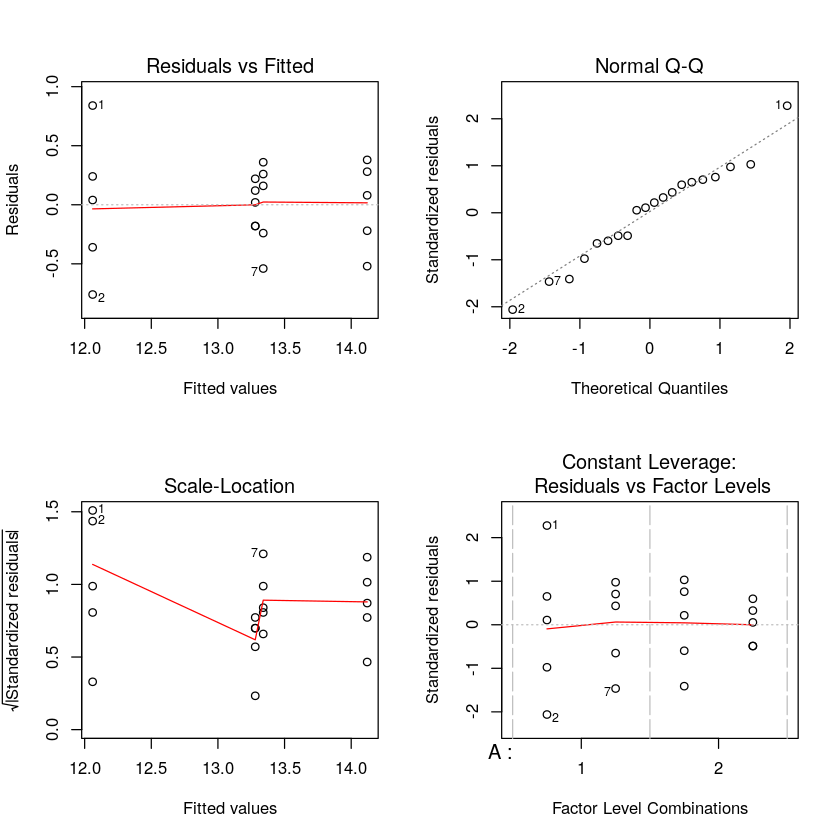 Residuals vs Fitted
Residuals
1.0
0.5
0.0
-0.5
1
2
7
12.0 12.5 13.0 13.5 14.0
Fitted values
Normal Q-Q
Standardized residuals
2
1
0
-1
-2
1
7
2
-2 -1 0 1 2
Theoretical Quantiles
Scale-Location
√|Standardized residuals|
1.5
1.0
0.5
0.0
1
2
7
12.0 12.5 13.0 13.5 14.0
Fitted values
Constant Leverage:
Residuals vs Factor Levels
Standardized residuals
2
1
0
-1
-2
1
7
2
A :
1 2
Factor Level Combinations